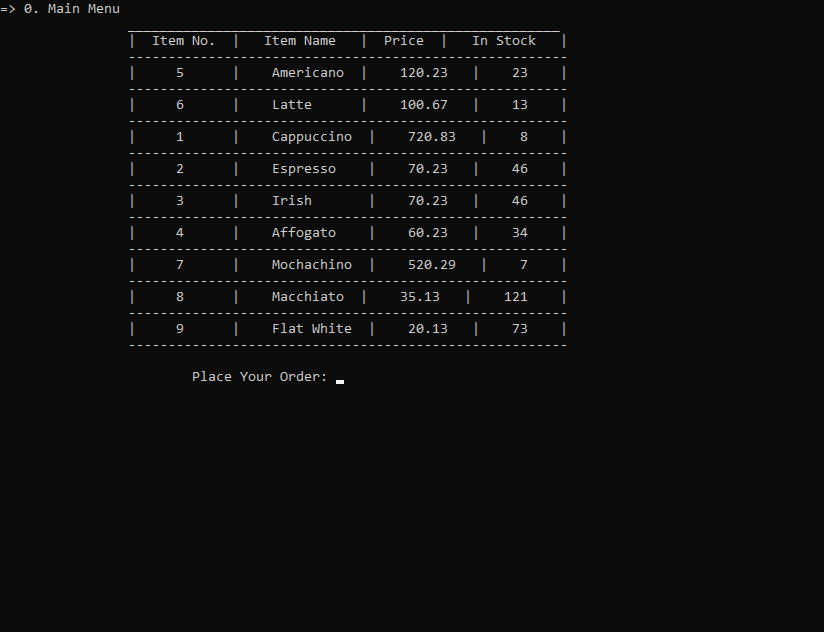 => 0. Main Menu
| Item No. | Item Name | Price | In Stock |
-------------------------------------------------------
| 5 | Americano | 120.23 | 23 |
-------------------------------------------------------
| 6 | Latte | 100.67 | 13 |
-------------------------------------------------------
| 1 | Cappuccino | 720.83 | 8 |
-------------------------------------------------------
| 2 | Espresso | 70.23 | 46 |
-------------------------------------------------------
| 3 | Irish | 70.23 | 46 |
-------------------------------------------------------
| 4 | Affogato | 60.23 | 34 |
-------------------------------------------------------
| 7 | Mochachino | 520.29 | 7 |
-------------------------------------------------------
| 8 | Macchiato | 35.13 | 121 |
-------------------------------------------------------
| 9 | Flat White | 20.13 | 73 |
-------------------------------------------------------
Place Your Order: